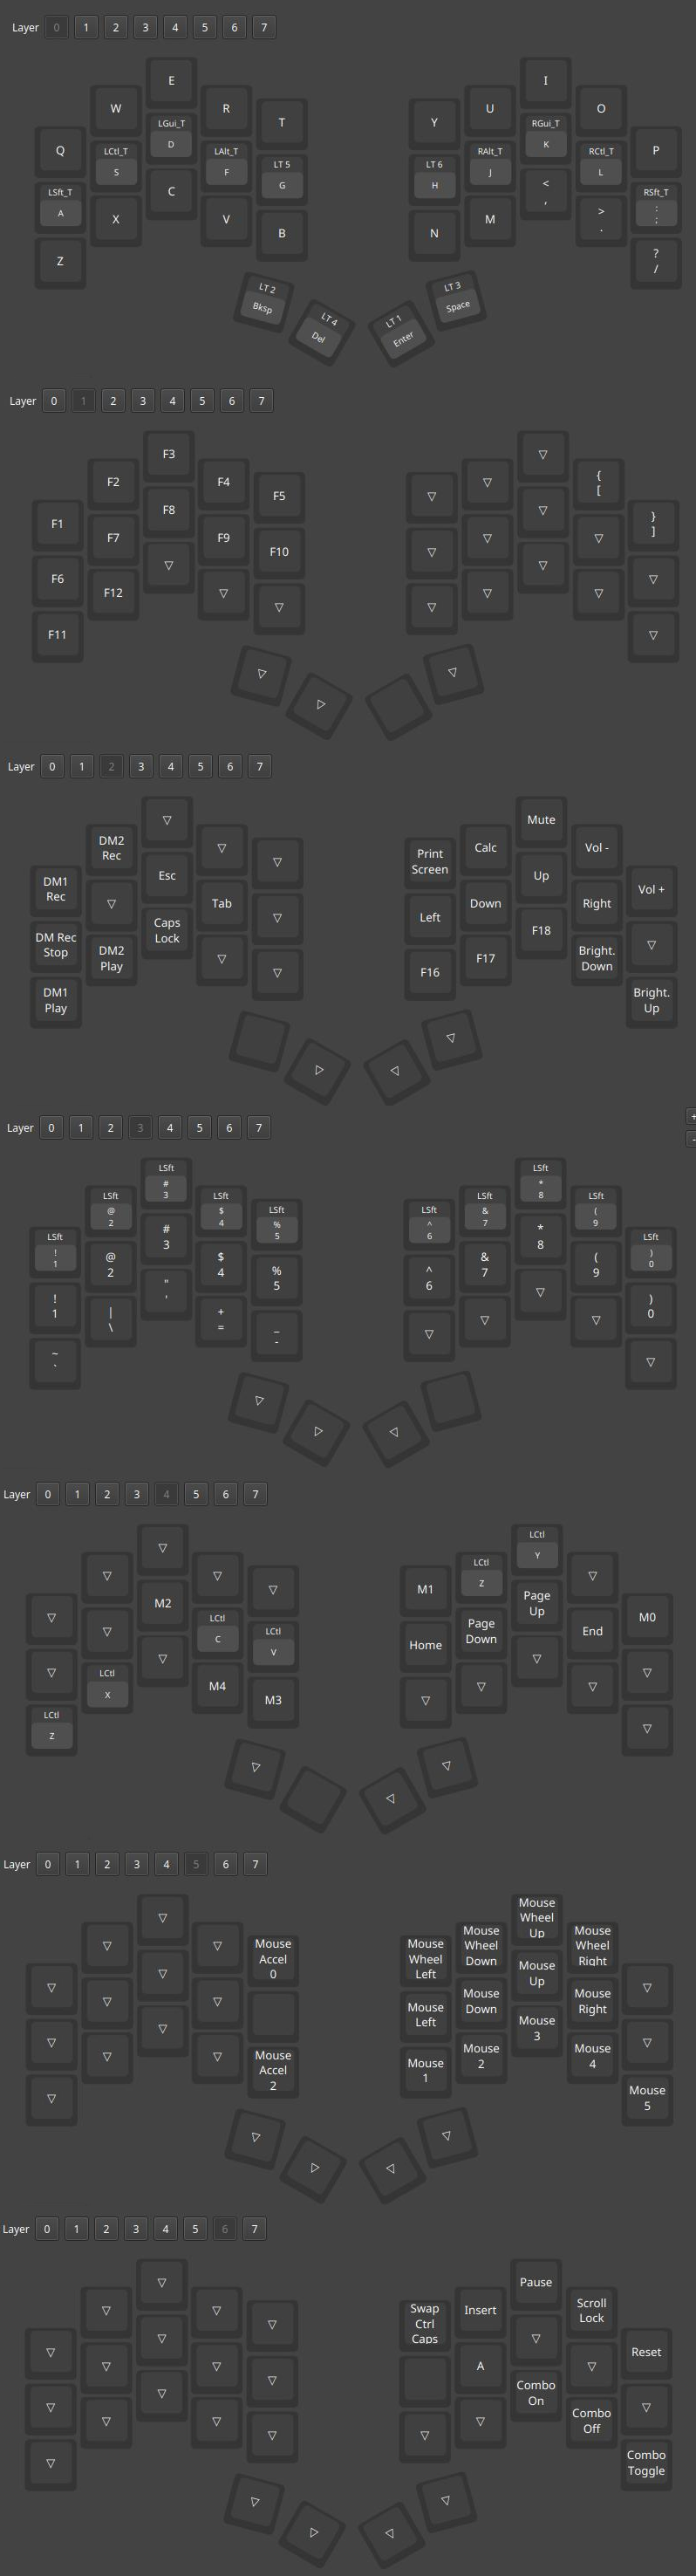 Layer 0 1 2 3 4 5 6 7
E
I
W R
U O
T
Y
LGui_T
D
RGui_T
K
Q
P
LCtl_T
S
LAlt_T
F
RAlt_T
J
RCtl_T
L
LT 5
G
LT 6
H
C
<
,
LSft_T
A
RSft_T
:
;
X V
M
>
.
B
N
Z
?
/
LT 2
Bksp
LT 4
Del
LT 1
Enter
LT 3
Space
Layer 0 1 2 3 4 5 6 7
F3
F2 F4
{
[
F5
F8
F1
}
]
F7 F9
F10
F6
F12
F11
▽ ▽ ▽ ▽ ▽ ▽ ▽ ▽ ▽ ▽ ▽ ▽ ▽ ▽ ▽ ▽
▽ ▷ ▽
Layer 0 1 2 3 4 5 6 7
▽
Mute
DM2
Rec
▽
Calc
Vol -
▽
Print
Screen
Esc
Up
DM1
Rec
Vol +
▽
Tab
Down
Right
▽
Left
Caps
Lock
F18
DM Rec
Stop
▽
DM2
Play
▽
F17
Bright.
Down
▽
F16
DM1
Play
Bright.
Up
▷ ◁ ▽
Layer 0 1 2 3 4 5 6 7
+
-
LSft
#
3
LSft
*
8
LSft
@
2
LSft
$
4
LSft
&
7
LSft
(
9
LSft
%
5
LSft
^
6
#
3
*
8
LSft
!
1
LSft
)
0
@
2
$
4
&
7
(
9
%
5
^
6
"
'
▽
!
1
)
0
|
\
+
=
▽
▽
_
-
▽
~
`
▽
▽ ▷ ◁
Layer 0 1 2 3 4 5 6 7
▽
LCtl
Y
▽ ▽
LCtl
Z
▽
▽
M1
M2
Page
Up
▽
M0
▽
LCtl
C
Page
Down
End
LCtl
V
Home
▽
▽
▽
▽
LCtl
X
M4
▽
▽
M3
▽
LCtl
Z
▽
▽ ◁ ▽
Layer 0 1 2 3 4 5 6 7
▽
Mouse
Wheel
Up
▽ ▽
Mouse
Wheel
Down
Mouse
Wheel
Right
Mouse
Accel
0
Mouse
Wheel
Left
▽
Mouse
Up
▽
▽
▽ ▽
Mouse
Down
Mouse
Right
Mouse
Left
▽
Mouse
3
▽
▽
▽ ▽
Mouse
2
Mouse
4
Mouse
Accel
2
Mouse
1
▽
Mouse
5
▽ ▷ ◁ ▽
Layer 0 1 2 3 4 5 6 7
▽
Pause
▽ ▽
Insert
Scroll
Lock
▽
Swap
Ctrl
Caps
▽
▽
▽
Reset
▽ ▽
A
▽
▽
▽
Combo
On
▽
▽
▽ ▽
▽
Combo
Off
▽
▽
▽
Combo
Toggle
▽ ▷ ◁ ▽